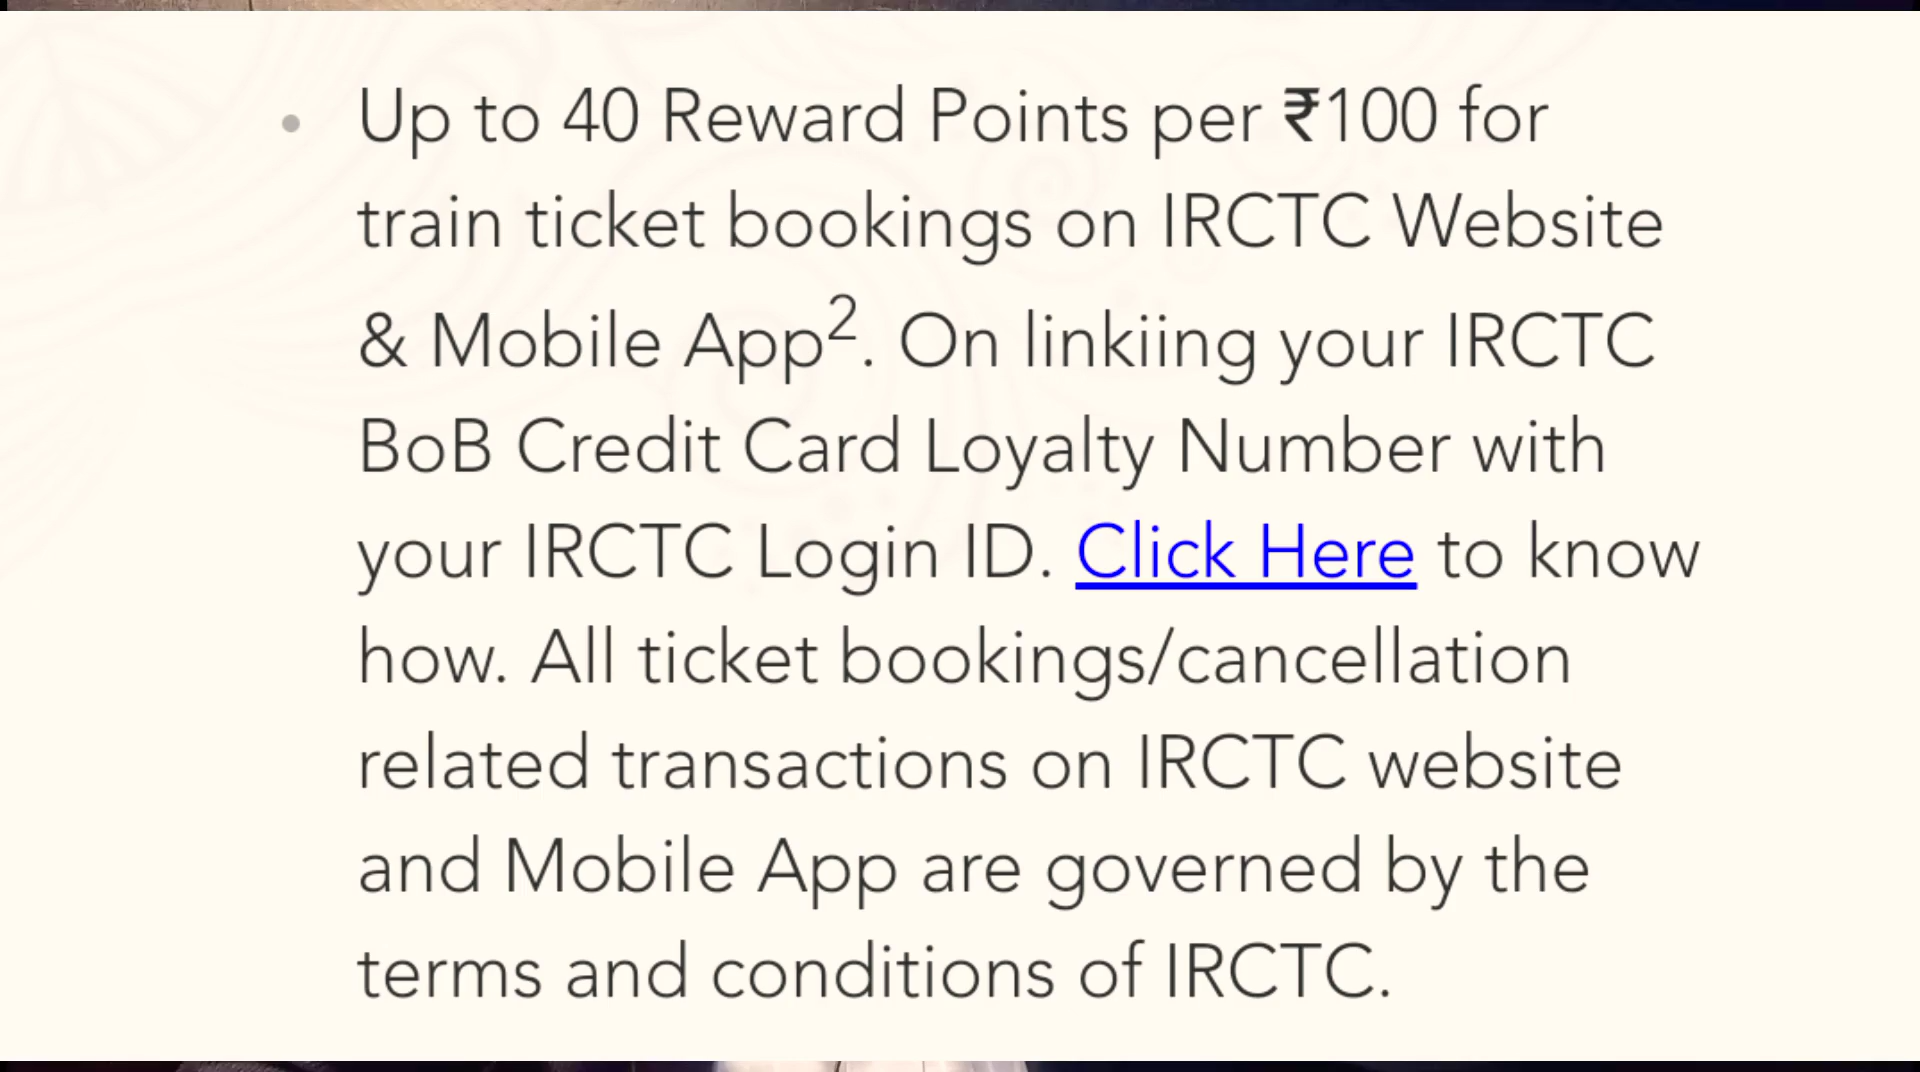 • Up to 40 Reward Points per ₹100 for
train ticket bookings on IRCTC Website
& Mobile App². On linkiing your IRCTC
BoB Credit Card Loyalty Number with
your IRCTC Login ID. Click Here to know
how. All ticket bookings/cancellation
related transactions on IRCTC website
and Mobile App are governed by the
terms and conditions of IRCTC.